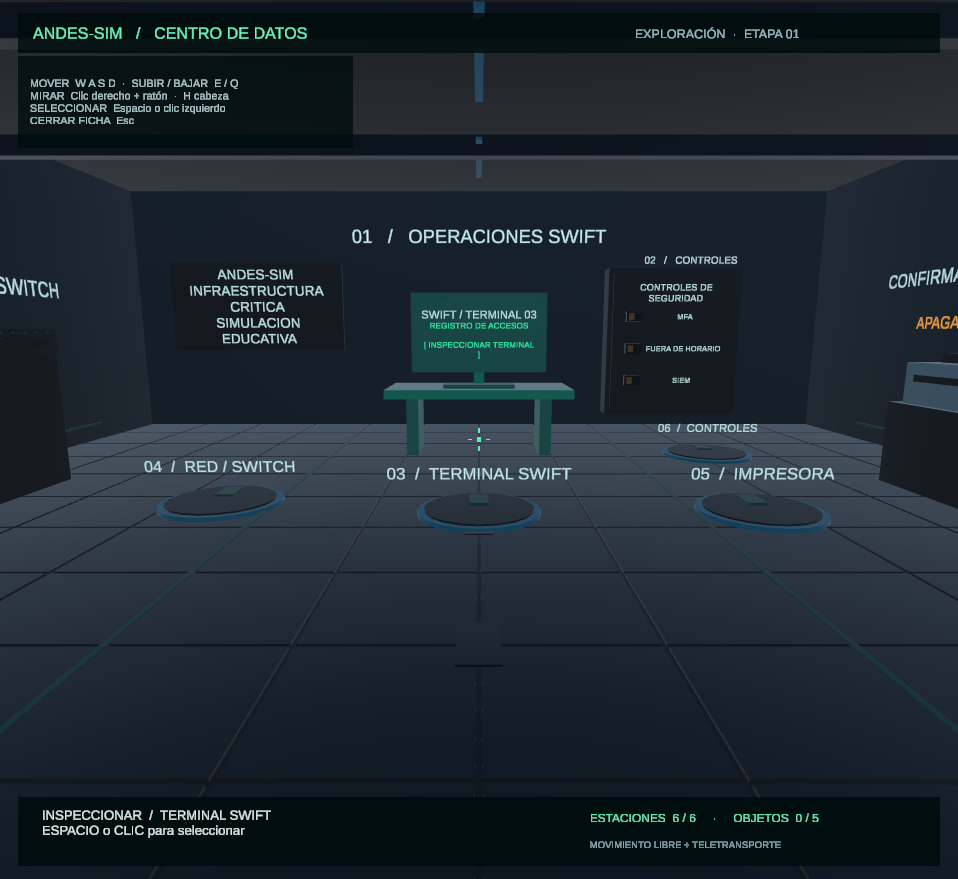 ANDES-SIM / CENTRO DE DATOS
EXPLORACIÓN · ETAPA 01
MOVER W A S D · SUBIR / BAJAR E / Q
MIRAR Clic derecho + ratón · H cabeza
SELECCIONAR Espacio o clic izquierdo
CERRAR FICHA Esc
01 / OPERACIONES SWIFT
02 / CONTROLES
SWITCH
ANDES-SIM
INFRAESTRUCTURA
CRITICA
SIMULACION
EDUCATIVA
SWIFT / TERMINAL 03
REGISTRO DE ACCESOS
[ INSPECCIONAR TERMINAL
]
CONTROLES DE
SEGURIDAD
MFA
FUERA DE HORARIO
SIEM
CONFIRMA
APAGA
06 / CONTROLES
04 / RED / SWITCH
03 / TERMINAL SWIFT
05 / IMPRESORA
INSPECCIONAR / TERMINAL SWIFT
ESPACIO o CLIC para seleccionar
ESTACIONES 6 / 6 · OBJETOS 0 / 5
MOVIMIENTO LIBRE + TELETRANSPORTE